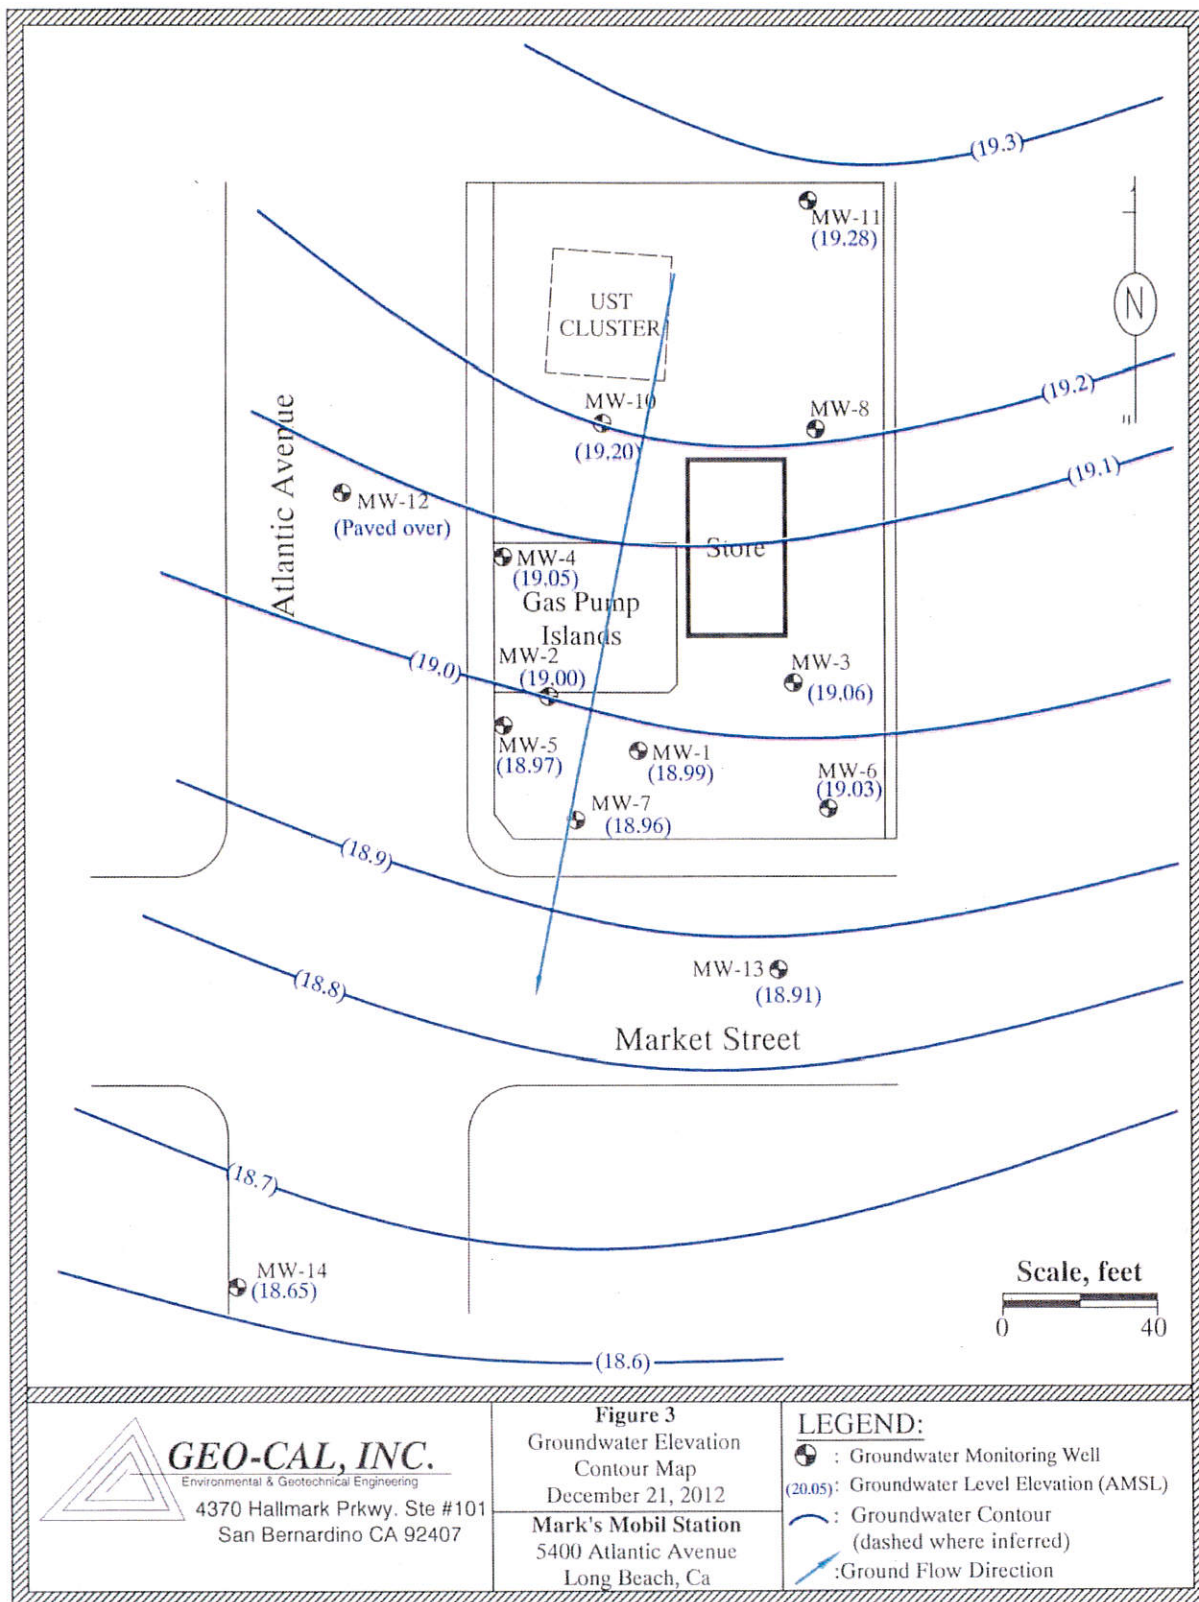 (19.3)
MW-11
(19.28)
UST
CLUSTER
N
(19.2)
MW-10
(19.20)
MW-8
(19.1)
Atlantic Avenue
MW-12
(Paved over)
MW-4
(19.05)
Store
Gas Pump
Islands
(19.0)
MW-2
(19.00)
MW-3
(19.06)
MW-5
(18.97)
MW-1
(18.99)
MW-6
(19.03)
MW-7
(18.96)
(18.9)
MW-13
(18.91)
(18.8)
Market Street
(18.7)
MW-14
(18.65)
Scale, feet
0 40
(18.6)
GEO-CAL, INC.
Environmental & Geotechnical Engineering
4370 Hallmark Prkwy. Ste #101
San Bernardino CA 92407
Figure 3
Groundwater Elevation
Contour Map
December 21, 2012
Mark's Mobil Station
5400 Atlantic Avenue
Long Beach, Ca
LEGEND:
: Groundwater Monitoring Well
(20.05): Groundwater Level Elevation (AMSL)
: Groundwater Contour
(dashed where inferred)
:Ground Flow Direction